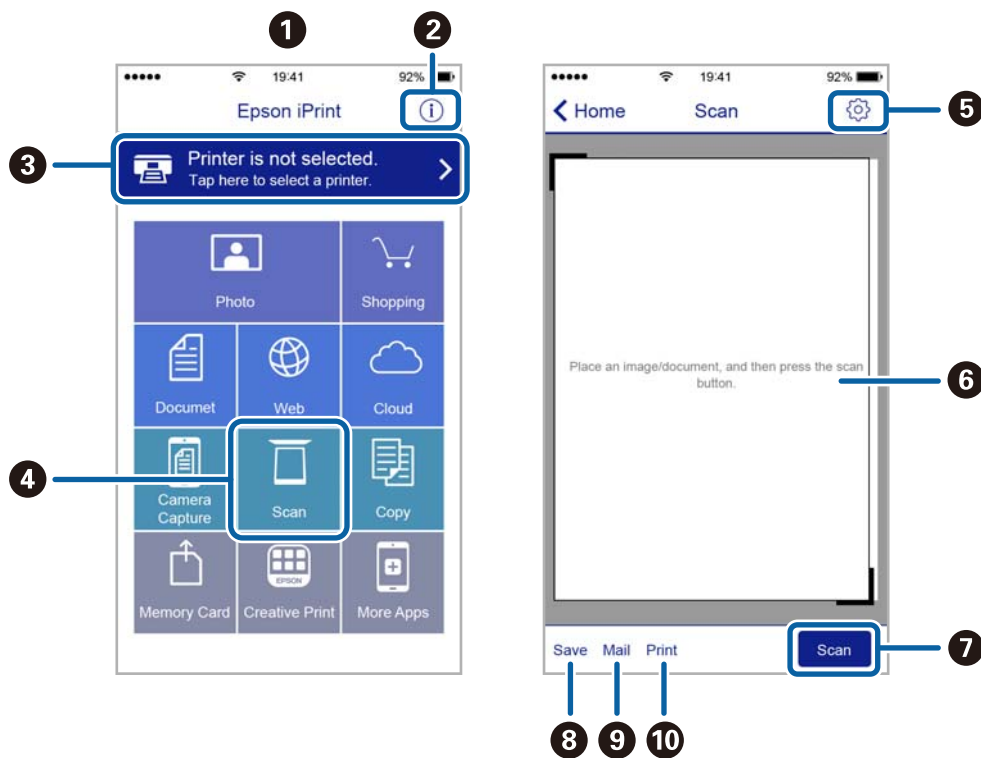 1 2
19:41 92%
Epson iPrint
3
Printer is not selected.
Tap here to select a printer.
Photo Shopping
Documet Web Cloud
4
Camera
Capture Scan Copy
EPSON
Memory Card Creative Print More Apps
19:41 92%
Home Scan
5
Place an image/document, and then press the scan
button.
6
Save Mail Print Scan
7
8 9 10